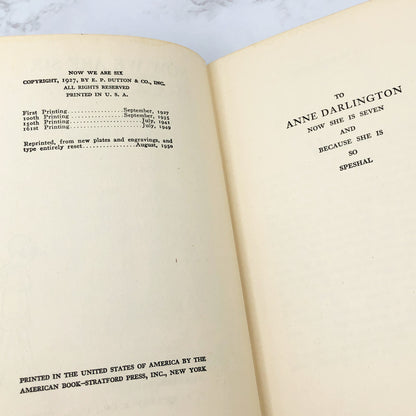 NOW WE ARE SIX
COPYRIGHT, 1927, BY E. P. DUTTON & CO., INC.
ALL RIGHTS RESERVED
PRINTED IN U. S. A.
First Printing....................September, 1927
100th Printing....................September, 1935
150th Printing....................July, 1941
161st Printing....................July, 1949
Reprinted, from new plates and engravings, and
type entirely reset....................August, 1950
PRINTED IN THE UNITED STATES OF AMERICA BY THE
AMERICAN BOOK–STRATFORD PRESS, INC., NEW YORK
TO
ANNE DARLINGTON
NOW SHE IS SEVEN
AND
BECAUSE SHE IS
SO
SPESHAL